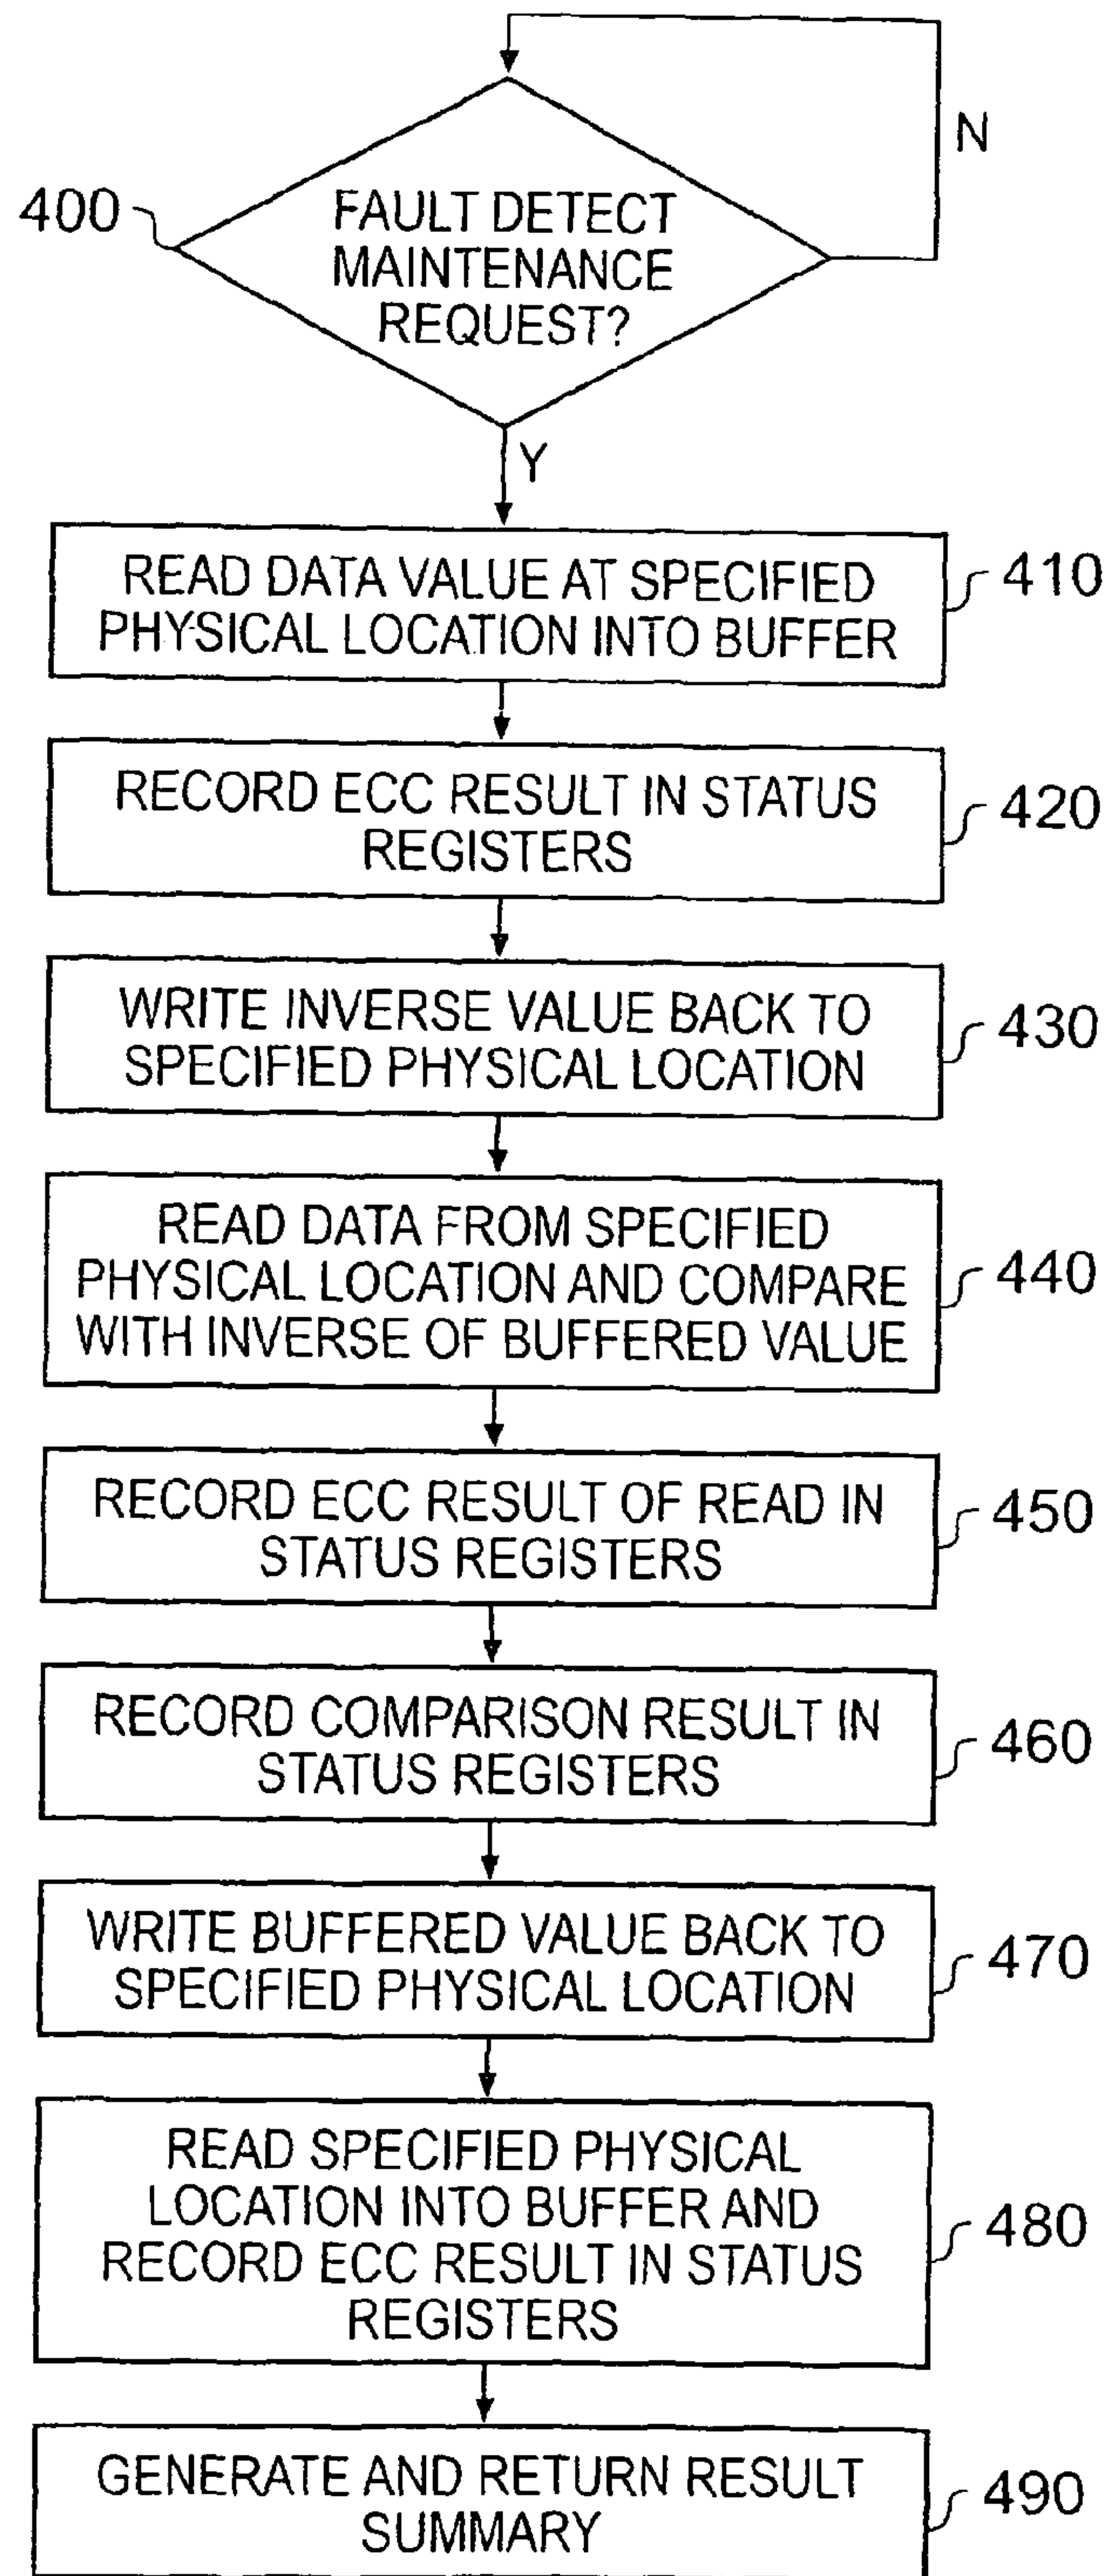 N
400
FAULT DETECT
MAINTENANCE
REQUEST?
Y
READ DATA VALUE AT SPECIFIED
PHYSICAL LOCATION INTO BUFFER
410
RECORD ECC RESULT IN STATUS
REGISTERS
420
WRITE INVERSE VALUE BACK TO
SPECIFIED PHYSICAL LOCATION
430
READ DATA FROM SPECIFIED
PHYSICAL LOCATION AND COMPARE
WITH INVERSE OF BUFFERED VALUE
440
RECORD ECC RESULT OF READ IN
STATUS REGISTERS
450
RECORD COMPARISON RESULT IN
STATUS REGISTERS
460
WRITE BUFFERED VALUE BACK TO
SPECIFIED PHYSICAL LOCATION
470
READ SPECIFIED PHYSICAL
LOCATION INTO BUFFER AND
RECORD ECC RESULT IN STATUS
REGISTERS
480
GENERATE AND RETURN RESULT
SUMMARY
490